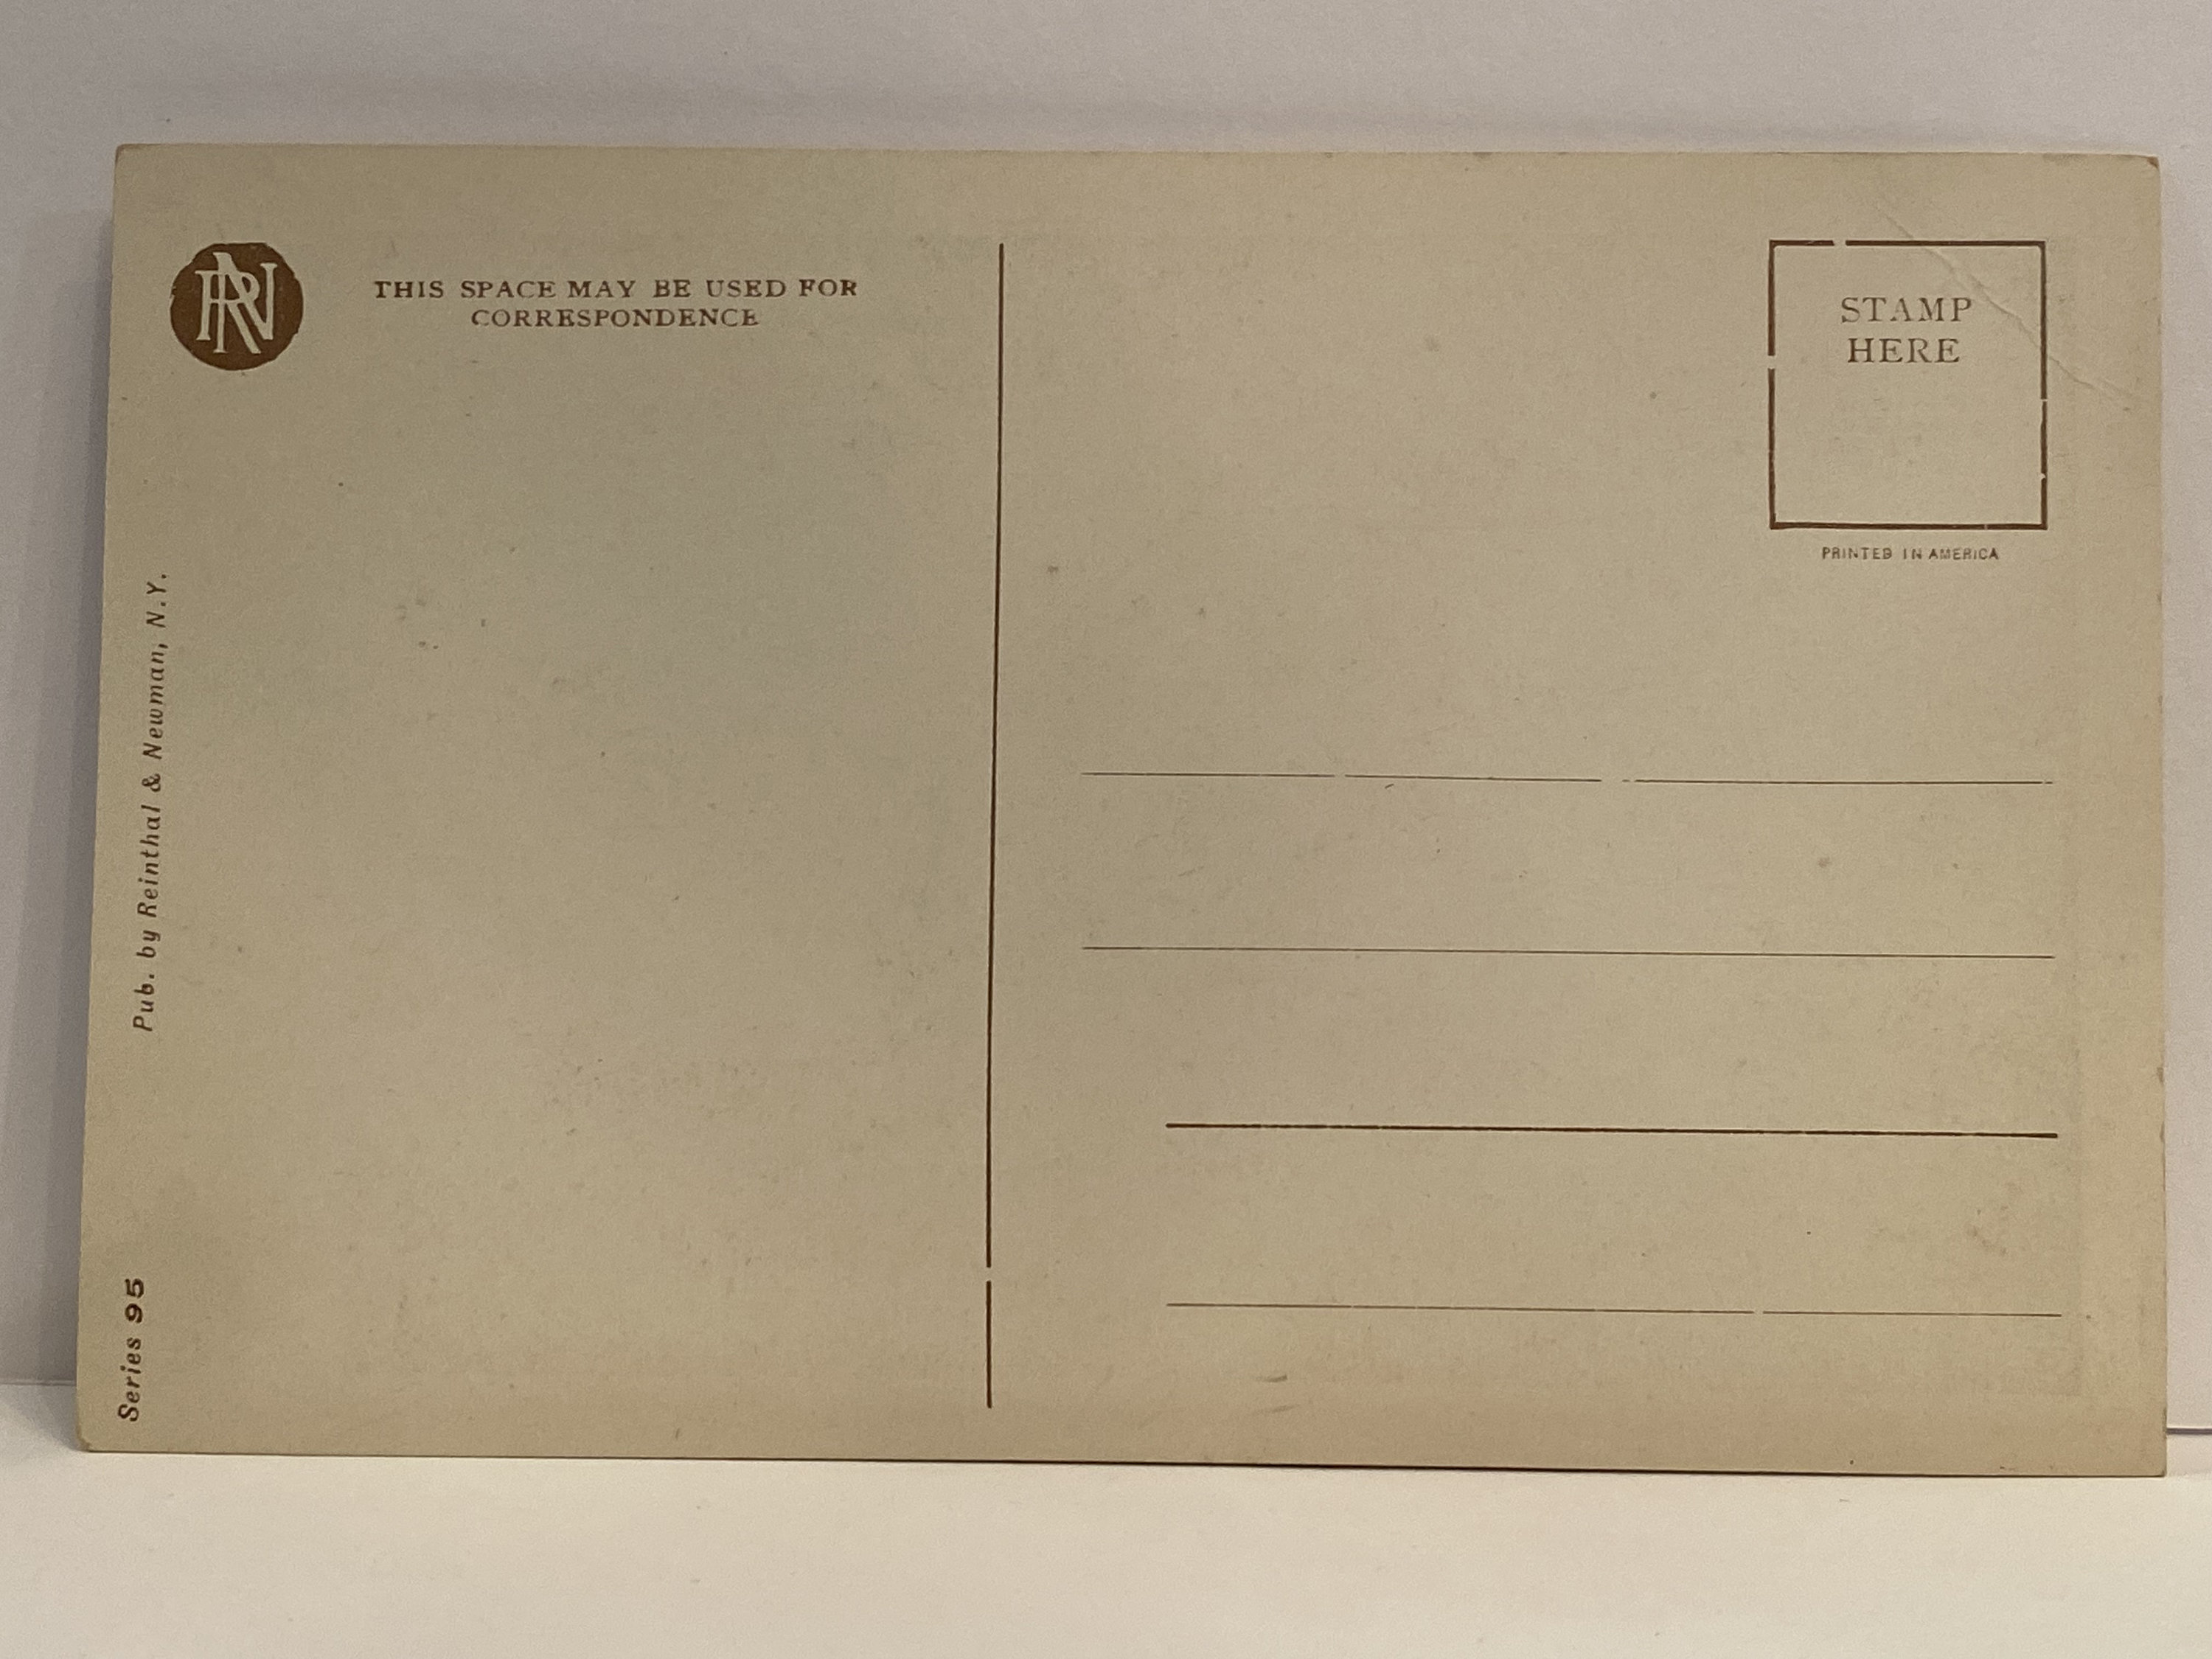 RN
THIS SPACE MAY BE USED FOR
CORRESPONDENCE
STAMP
HERE
PRINTED IN AMERICA
Pub. by Reinthal & Newman, N.Y.
Series 95